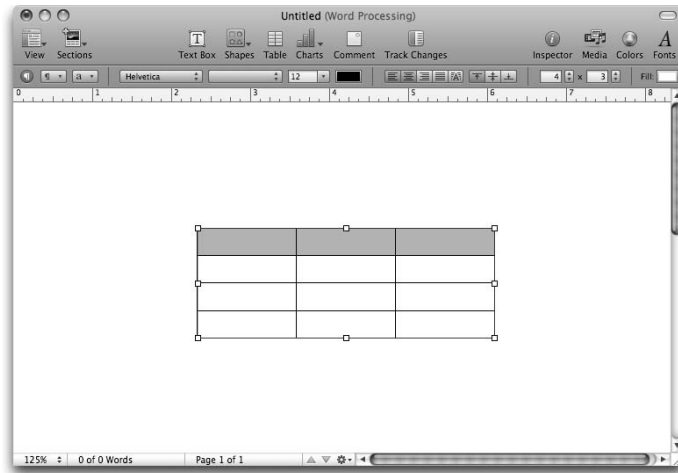 Untitled (Word Processing)
View Sections Text Box Shapes Table Charts Comment Track Changes Inspector Media Colors Fonts
¶ a Helvetica 12 4 x 3 Fill:
0 1 2 3 4 5 6 7 8
125% 0 of 0 Words Page 1 of 1